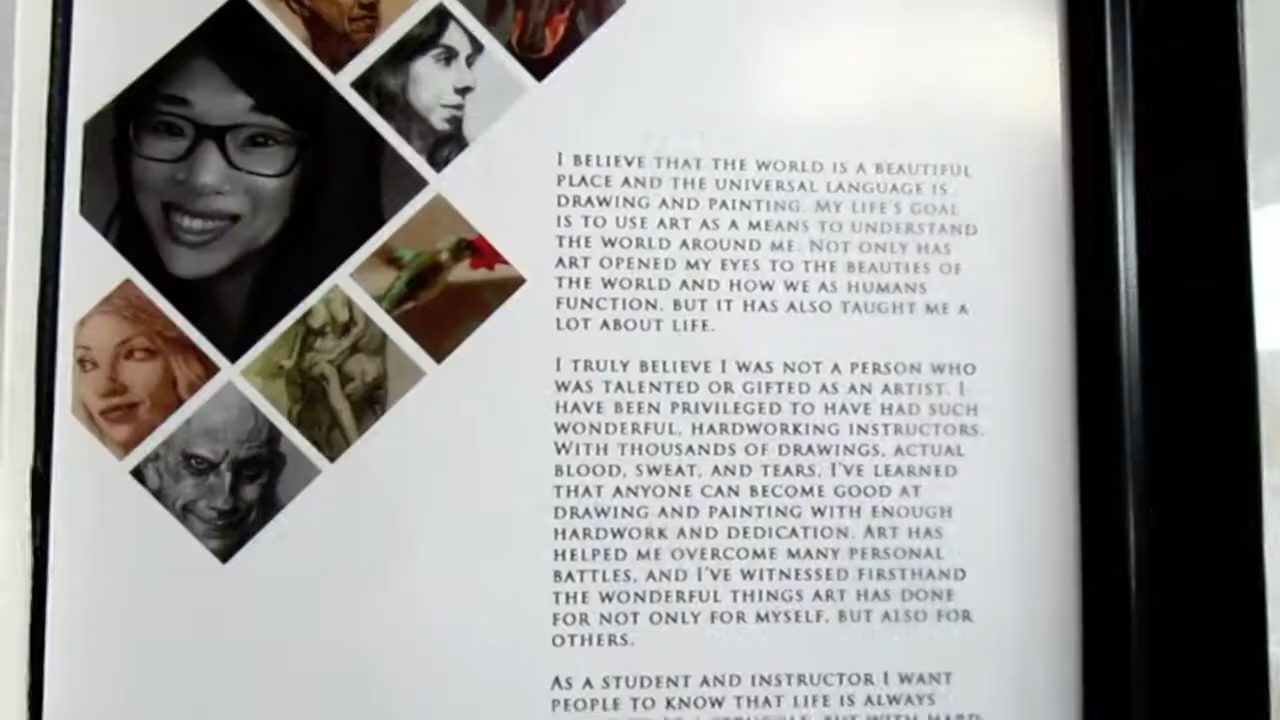 I BELIEVE THAT THE WORLD IS A BEAUTIFUL
PLACE AND THE UNIVERSAL LANGUAGE IS
DRAWING AND PAINTING. MY LIFE'S GOAL
IS TO USE ART AS A MEANS TO UNDERSTAND
THE WORLD AROUND ME. NOT ONLY HAS
ART OPENED MY EYES TO THE BEAUTIES OF
THE WORLD AND HOW WE AS HUMANS
FUNCTION, BUT IT HAS ALSO TAUGHT ME A
LOT ABOUT LIFE.
I TRULY BELIEVE I WAS NOT A PERSON WHO
WAS TALENTED OR GIFTED AS AN ARTIST. I
HAVE BEEN PRIVILEGED TO HAVE HAD SUCH
WONDERFUL, HARDWORKING INSTRUCTORS.
WITH THOUSANDS OF DRAWINGS, ACTUAL
BLOOD, SWEAT, AND TEARS, I'VE LEARNED
THAT ANYONE CAN BECOME GOOD AT
DRAWING AND PAINTING WITH ENOUGH
HARDWORK AND DEDICATION. ART HAS
HELPED ME OVERCOME MANY PERSONAL
BATTLES, AND I'VE WITNESSED FIRSTHAND
THE WONDERFUL THINGS ART HAS DONE
FOR NOT ONLY FOR MYSELF, BUT ALSO FOR
OTHERS.
AS A STUDENT AND INSTRUCTOR I WANT
PEOPLE TO KNOW THAT LIFE IS ALWAYS